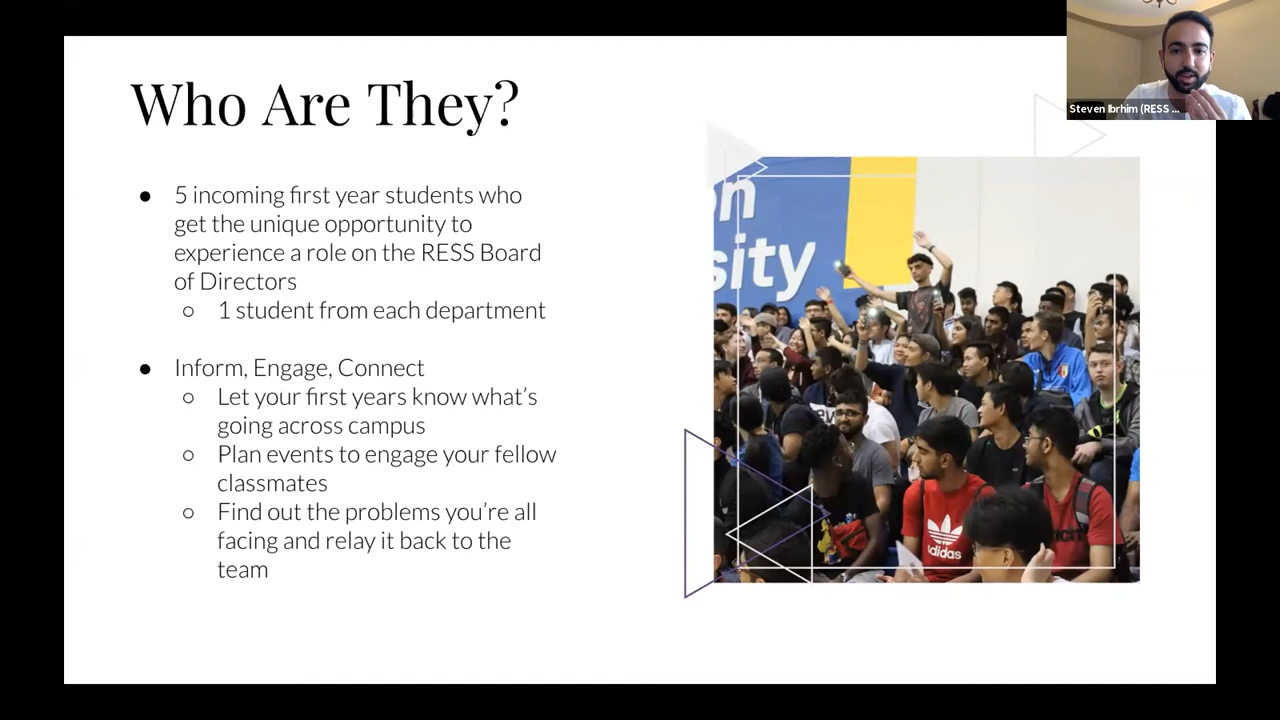 Who Are They?
Steven Ibrhim (RESS ...
● 5 incoming first year students who
get the unique opportunity to
experience a role on the RESS Board
of Directors
○ 1 student from each department
● Inform, Engage, Connect
○ Let your first years know what's
going across campus
○ Plan events to engage your fellow
classmates
○ Find out the problems you're all
facing and relay it back to the
team
on
sity
adidas